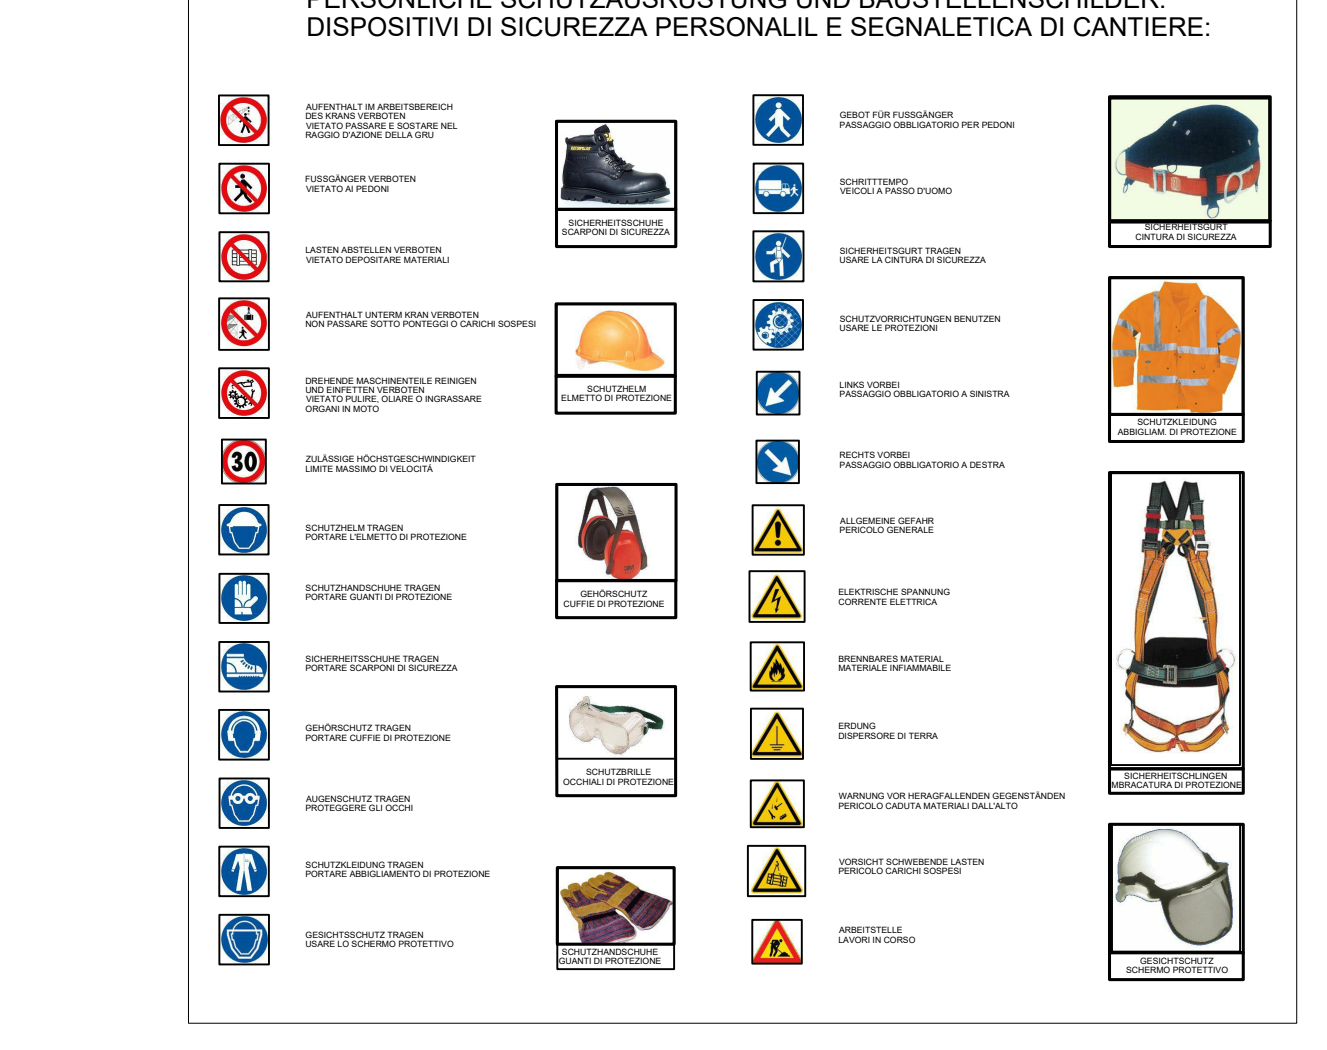 PERSÖNLICHE SCHUTZAUSRÜSTUNG UND BAUSTELLENSCHILDER:
DISPOSITIVI DI SICUREZZA PERSONALIL E SEGNALETICA DI CANTIERE:
AUFENTHALT IM ARBEITSBEREICH
DES KRANS VERBOTEN
VIETATO PASSARE E SOSTARE NEL
RAGGIO D'AZIONE DELLA GRU
FUSSGÄNGER VERBOTEN
VIETATO AI PEDONI
LASTEN ABSTELLEN VERBOTEN
VIETATO DEPOSITARE MATERIALI
AUFENTHALT UNTERM KRAN VERBOTEN
NON PASSARE SOTTO PONTEGGI O CARICHI SOSPESI
DREHENDE MASCHINENTEILE REINIGEN
UND EINFETTEN VERBOTEN
VIETATO PULIRE, OLIARE O INGRASSARE
ORGANI IN MOTO
30
ZULÄSSIGE HÖCHSTGESCHWINDIGKEIT
LIMITE MASSIMO DI VELOCITÁ
SCHUTZHELM TRAGEN
PORTARE L'ELMETTO DI PROTEZIONE
SCHUTZHANDSCHUHE TRAGEN
PORTARE GUANTI DI PROTEZIONE
SICHERHEITSSCHUHE TRAGEN
PORTARE SCARPONI DI SICUREZZA
GEHÖRSCHUTZ TRAGEN
PORTARE CUFFIE DI PROTEZIONE
AUGENSCHUTZ TRAGEN
PROTEGGERE GLI OCCHI
SCHUTZKLEIDUNG TRAGEN
PORTARE ABBIGLIAMENTO DI PROTEZIONE
GESICHTSSCHUTZ TRAGEN
USARE LO SCHERMO PROTETTIVO
SICHERHEITSSCHUHE
SCARPONI DI SICUREZZA
SCHUTZHELM
ELMETTO DI PROTEZIONE
GEHÖRSCHUTZ
CUFFIE DI PROTEZIONE
SCHUTZBRILLE
OCCHIALI DI PROTEZIONE
SCHUTZHANDSCHUHE
GUANTI DI PROTEZIONE
GEBOT FÜR FUSSGÄNGER
PASSAGGIO OBBLIGATORIO PER PEDONI
SCHRITTTEMPO
VEICOLI A PASSO D'UOMO
SICHERHEITSGURT TRAGEN
USARE LA CINTURA DI SICUREZZA
SCHUTZVORRICHTUNGEN BENUTZEN
USARE LE PROTEZIONI
LINKS VORBEI
PASSAGGIO OBBLIGATORIO A SINISTRA
RECHTS VORBEI
PASSAGGIO OBBLIGATORIO A DESTRA
ALLGEMEINE GEFAHR
PERICOLO GENERALE
ELEKTRISCHE SPANNUNG
CORRENTE ELETTRICA
BRENNBARES MATERIAL
MATERIALE INFIAMMABILE
ERDUNG
DISPERSORE DI TERRA
WARNUNG VOR HERAGFALLENDEN GEGENSTÄNDEN
PERICOLO CADUTA MATERIALI DALL'ALTO
VORSICHT SCHWEBENDE LASTEN
PERICOLO CARICHI SOSPESI
ARBEITSTELLE
LAVORI IN CORSO
SICHERHEITSGURT
CINTURA DI SICUREZZA
SCHUTZKLEIDUNG
ABBIGLIAM. DI PROTEZIONE
SICHERHEITSCHLINGEN
MBRACATURA DI PROTEZIONE
GESICHTSCHUTZ
SCHERMO PROTETTIVO